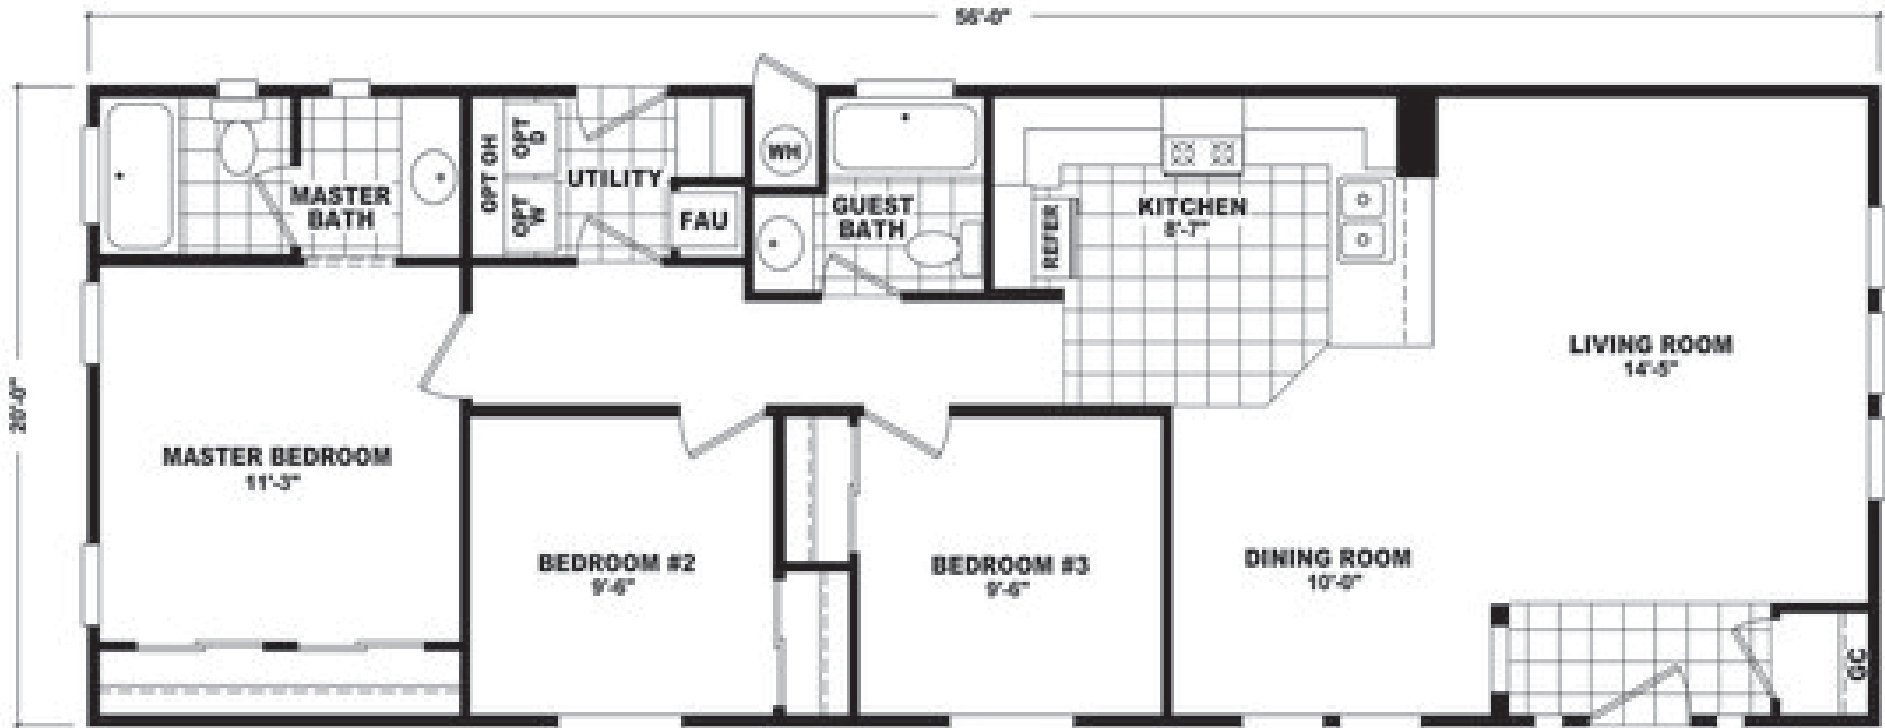 56'-0"
20'-0"
MASTER
BATH
OPT OH
OPT
D
OPT
W
UTILITY
FAU
WH
GUEST
BATH
REFER
KITCHEN
8'-7"
LIVING ROOM
14'-5"
MASTER BEDROOM
11'-3"
BEDROOM #2
9'-6"
BEDROOM #3
9'-6"
DINING ROOM
10'-0"
GC